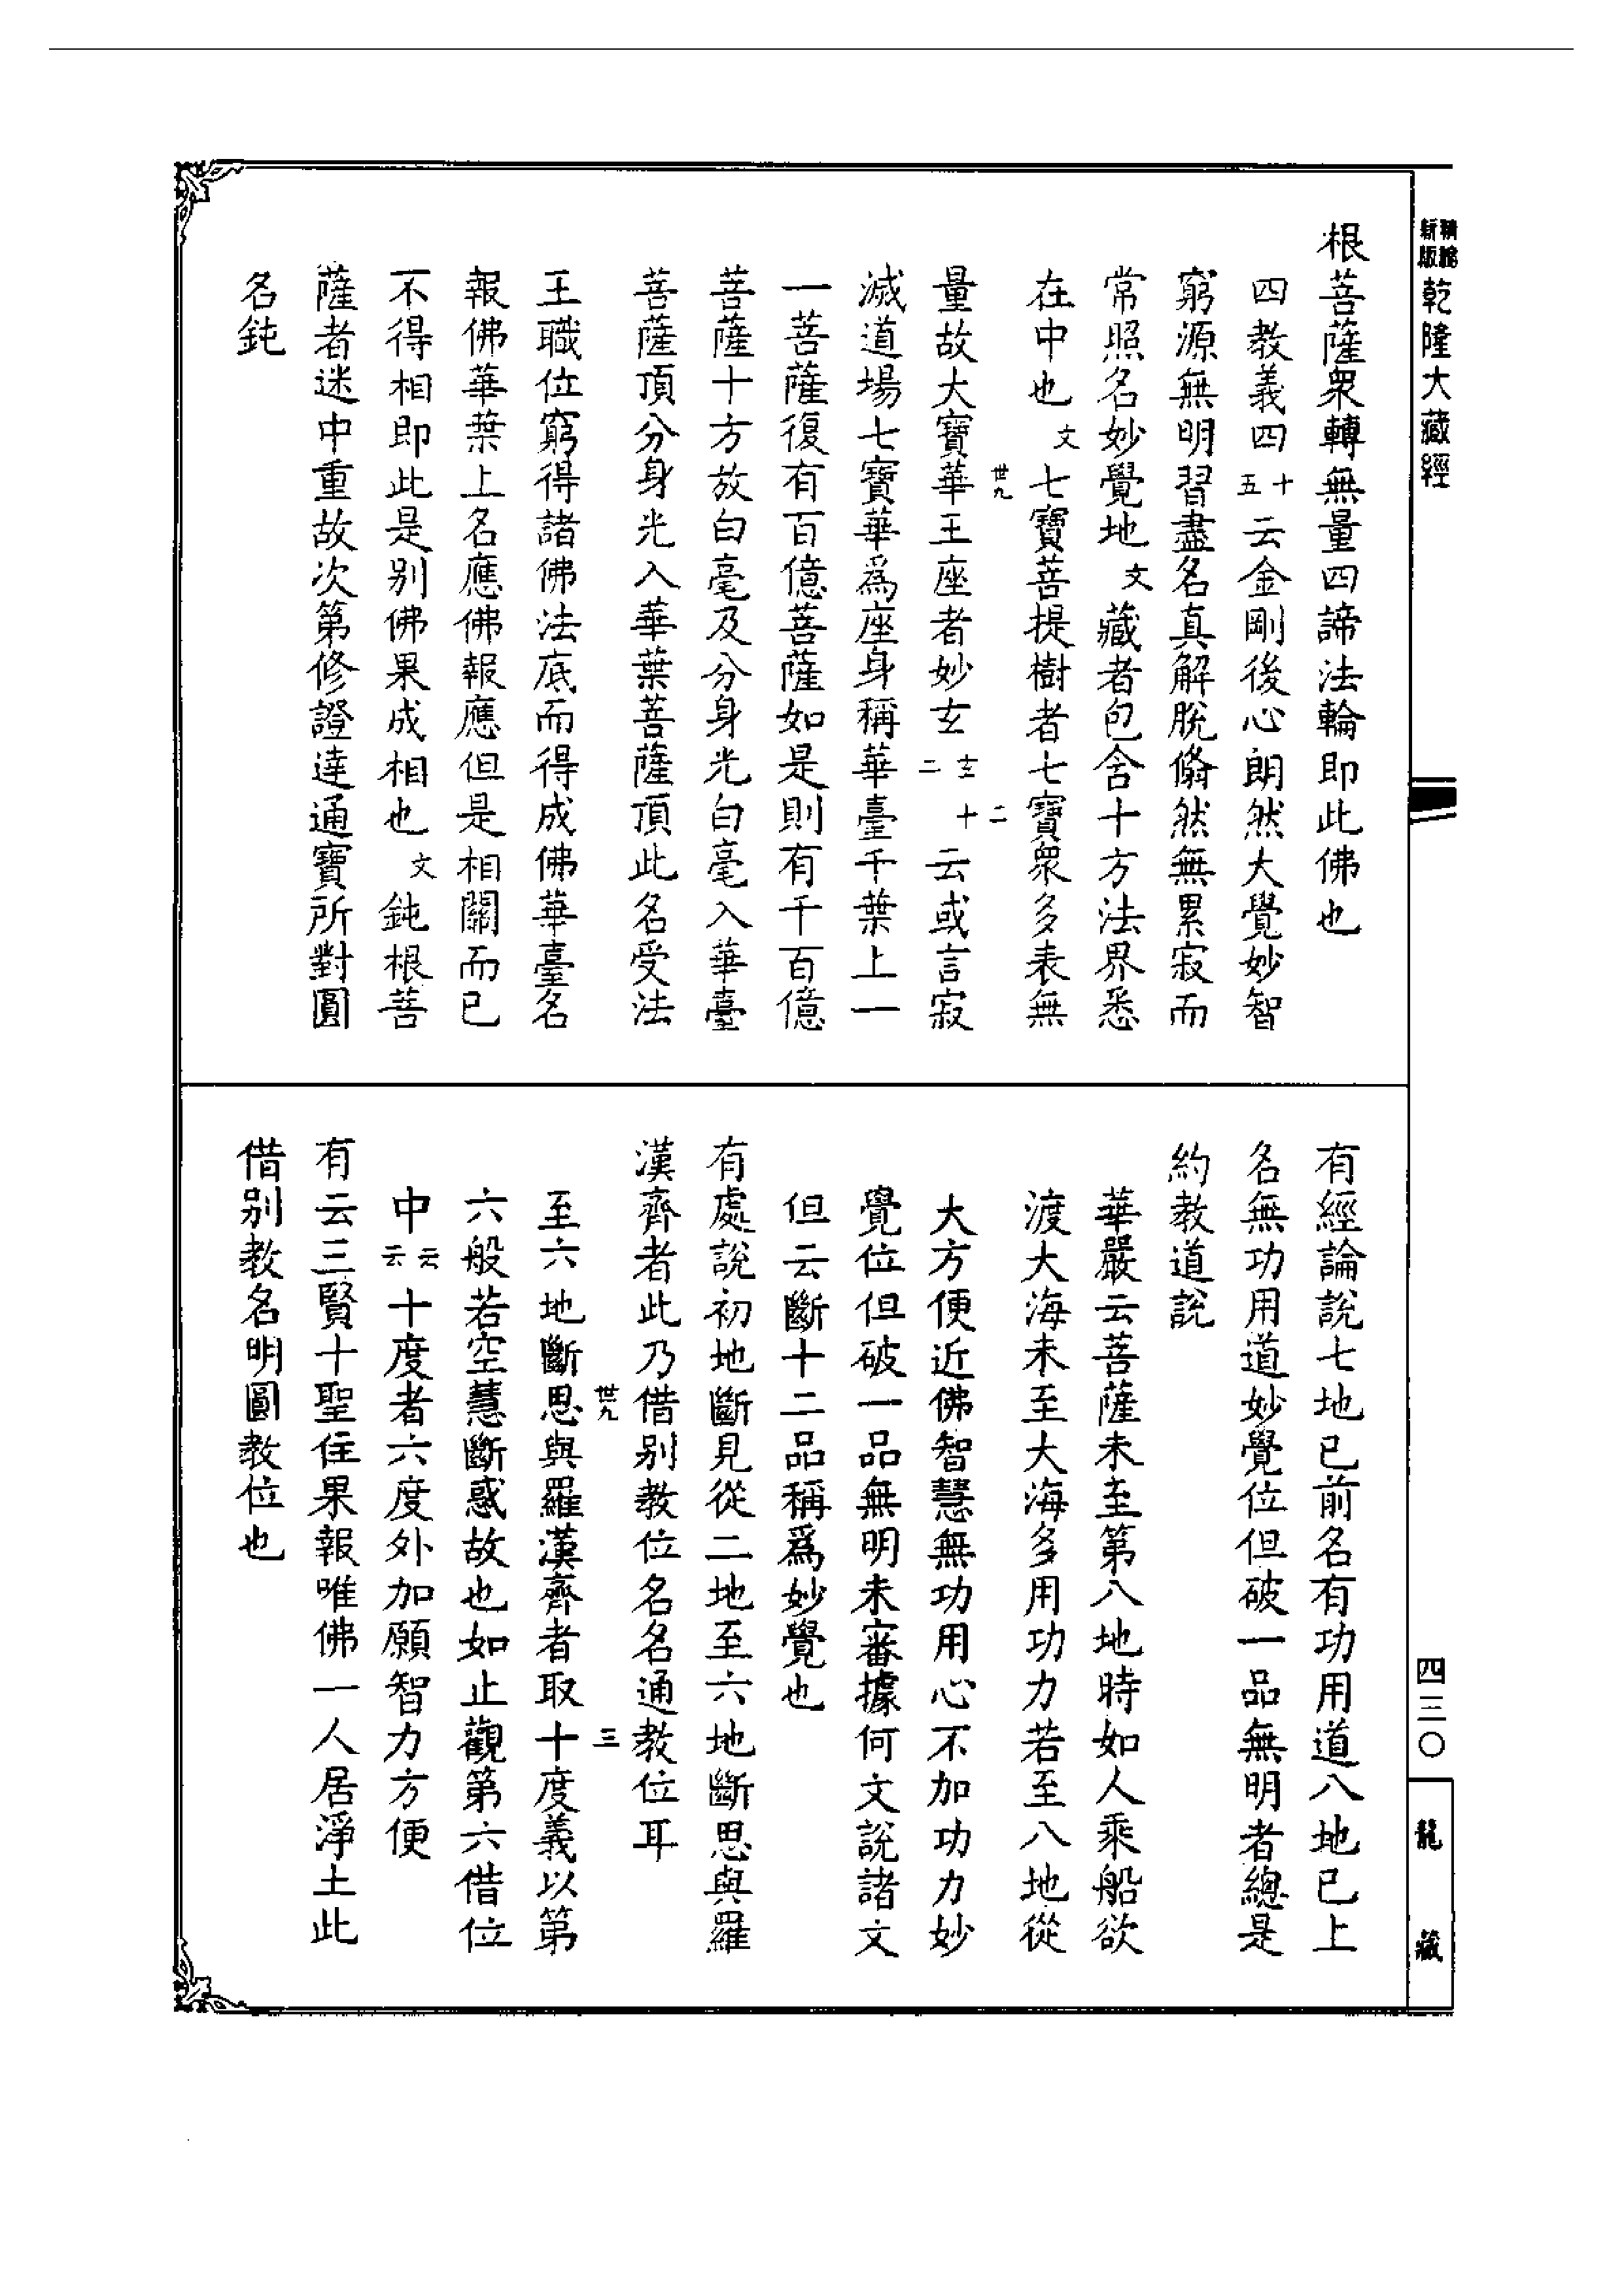 乾隆大藏經
四三〇
龍藏
根菩薩衆轉無量四諦法輪即此佛也
四教義四十五云金剛後心朗然大覺妙智
窮源無明習盡名真解脫翛然無累寂而
常照名妙覺地文藏者包含十方法界悉
在中也文七寶菩提樹者七寶衆多表無
量故大寶華王座者妙玄
滅道場七寶華爲座身稱華臺千葉上一
一菩薩復有百億菩薩如是則有千百億
菩薩十方放白毫及分身光白毫入華臺
菩薩頂分身光入華葉菩薩頂此名受法
王職位窮得諸佛法底而得成佛華臺名
報佛華葉上名應佛報應但是相關而已
不得相即此是別佛果成相也文鈍根菩
薩者迷中重故次第修證達通寶所對圓
名鈍
有經論說七地已前名有功用道八地已上
名無功用道妙覺位但破一品無明者總是
約教道說
華嚴云菩薩未至第八地時如人乘船欲
渡大海未至大海多用功力若至八地從
大方便近佛智慧無功用心不加功力妙
覺位但破一品無明未審據何文說諸文
但云斷十二品稱爲妙覺也
有處說初地斷見從二地至六地斷思與羅
漢齊者此乃借別教位名名通教位耳
至六地斷思與羅漢齊者取十度義以第
六般若空慧斷惑故也如止觀第六借位
中云云十度者六度外加願智力方便
有云三賢十聖住果報唯佛一人居淨土此
借別教名明圓教位也